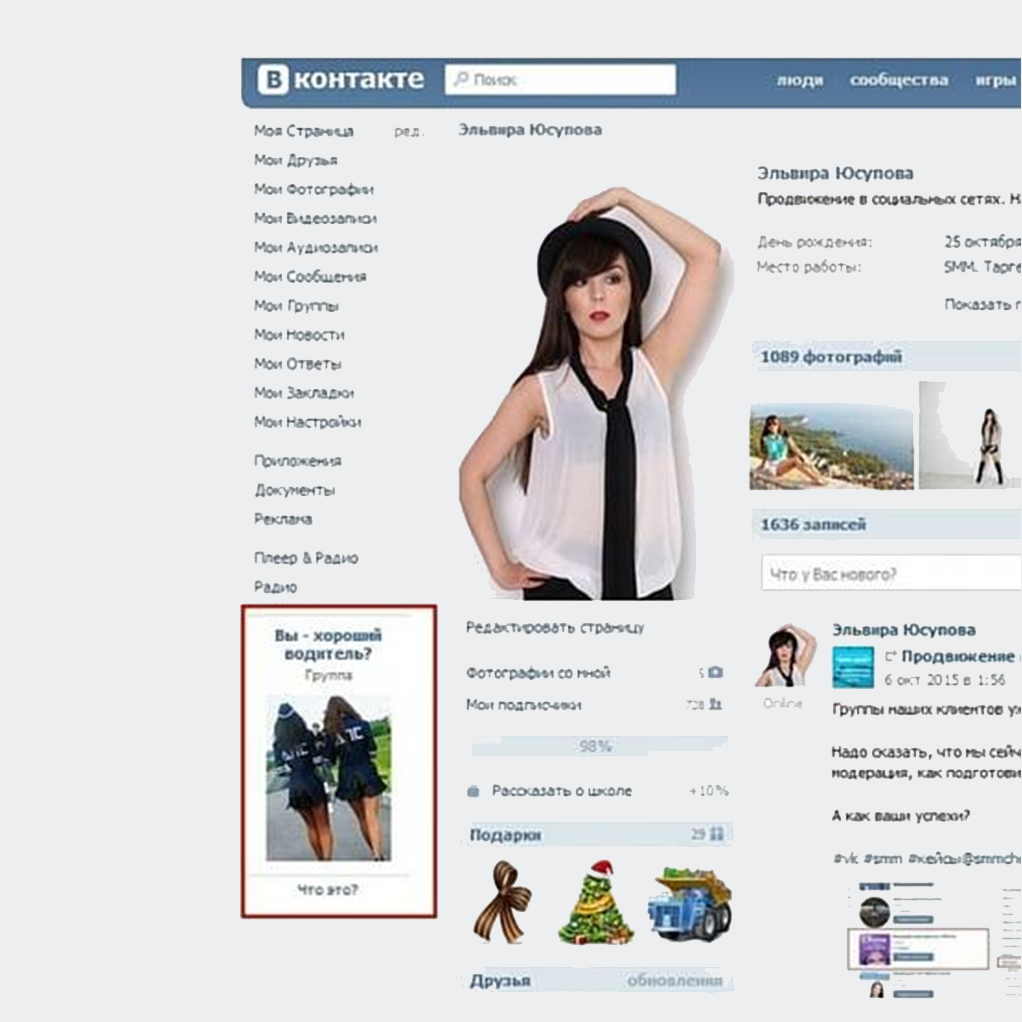 В контакте
Поиск
люди сообщества игры
Моя Страница ред.
Мои Друзья
Мои Фотографии
Мои Видеозаписи
Мои Аудиозаписи
Мои Сообщения
Мои Группы
Мои Новости
Мои Ответы
Мои Закладки
Мои Настройки
Приложения
Документы
Реклама
Плеер & Радио
Радио
Вы - хороший
водитель?
Группа
ДПС
Что это?
Эльвира Юсупова
Редактировать страницу
Фотографии со мной 5
Мои подписчики 728
98%
Рассказать о школе +10%
Подарки 29
Друзья обновления
Эльвира Юсупова
Продвижение в социальных сетях. Н
День рождения: 25 октября
Место работы: SMM. Тарге
Показать п
1089 фотографий
1636 записей
Что у Вас нового?
Эльвира Юсупова
Продвижение
6 окт 2015 в 1:56
Online
Группы наших клиентов у
Надо сказать, что мы сейч
модерация, как подготови
А как ваши успехи?
#vk #smm #кейсы@smmch